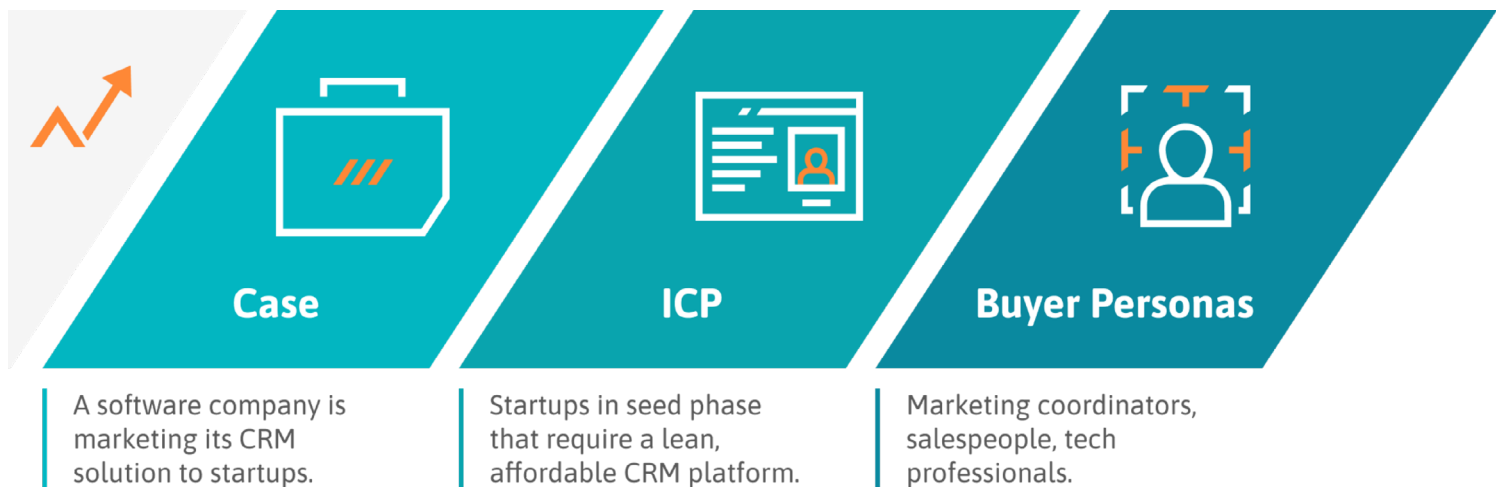 Case
A software company is
marketing its CRM
solution to startups.
ICP
Startups in seed phase
that require a lean,
affordable CRM platform.
Buyer Personas
Marketing coordinators,
salespeople, tech
professionals.